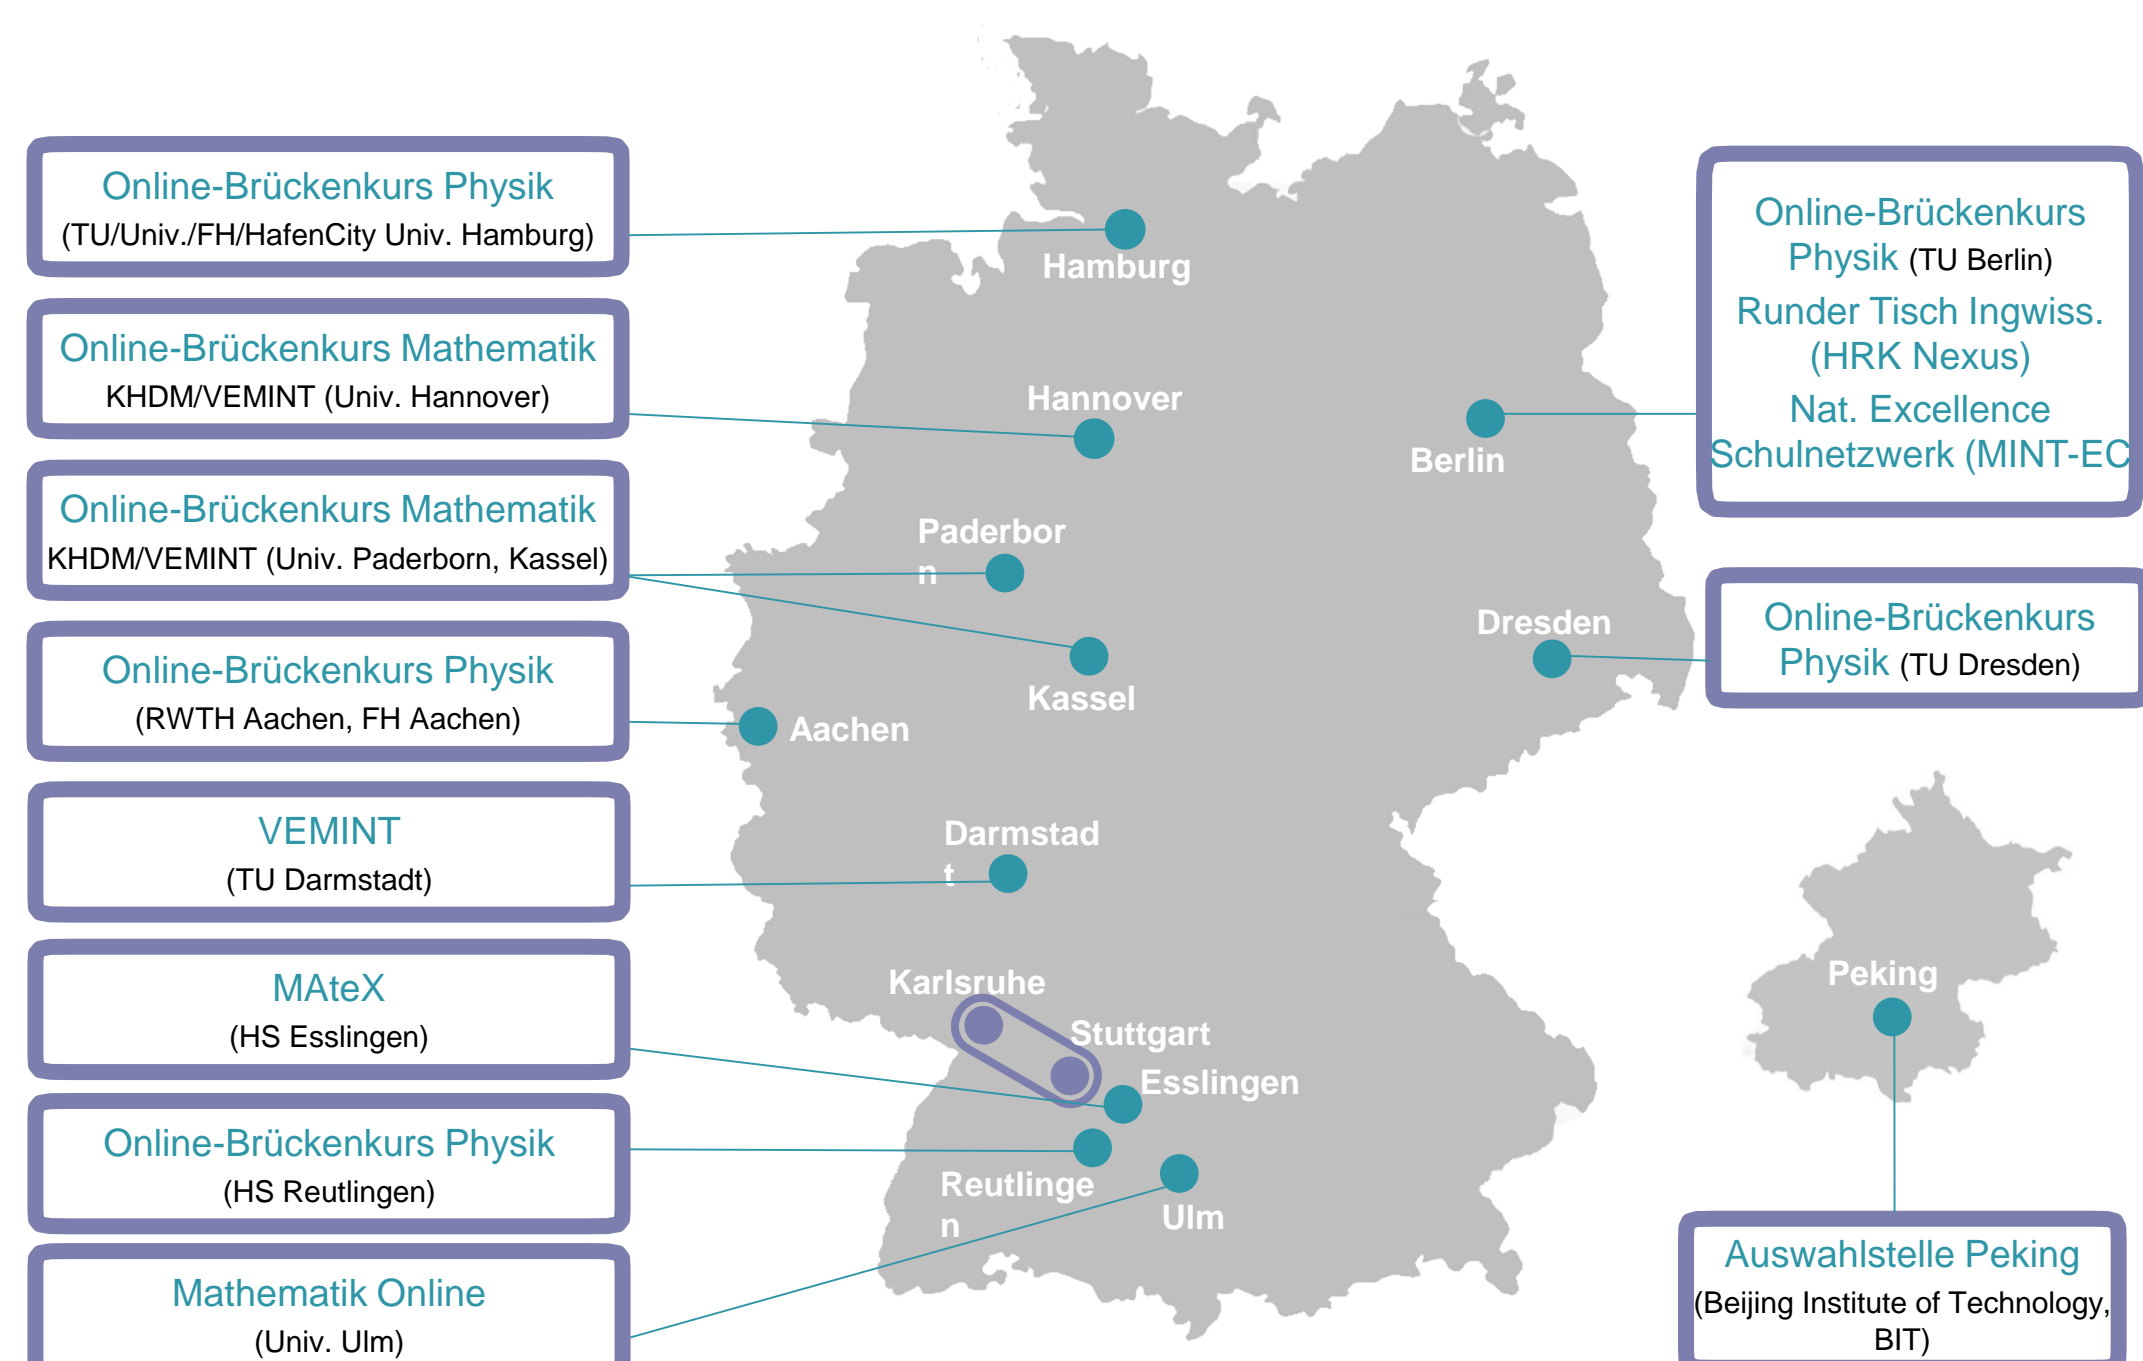 Online-Brückenkurs Physik
(TU/Univ./FH/HafenCity Univ. Hamburg)
Online-Brückenkurs Mathematik
KHDM/VEMINT (Univ. Hannover)
Online-Brückenkurs Mathematik
KHDM/VEMINT (Univ. Paderborn, Kassel)
Online-Brückenkurs Physik
(RWTH Aachen, FH Aachen)
VEMINT
(TU Darmstadt)
MAteX
(HS Esslingen)
Online-Brückenkurs Physik
(HS Reutlingen)
Mathematik Online
(Univ. Ulm)
Hamburg
Hannover
Berlin
Paderbor
n
Kassel
Dresden
Aachen
Darmstad
t
Karlsruhe
Stuttgart
Esslingen
Reutlinge
n
Ulm
Online-Brückenkurs
Physik (TU Berlin)
Runder Tisch Ingwiss.
(HRK Nexus)
Nat. Excellence
Schulnetzwerk (MINT-EC
Online-Brückenkurs
Physik (TU Dresden)
Peking
Auswahlstelle Peking
(Beijing Institute of Technology,
BIT)